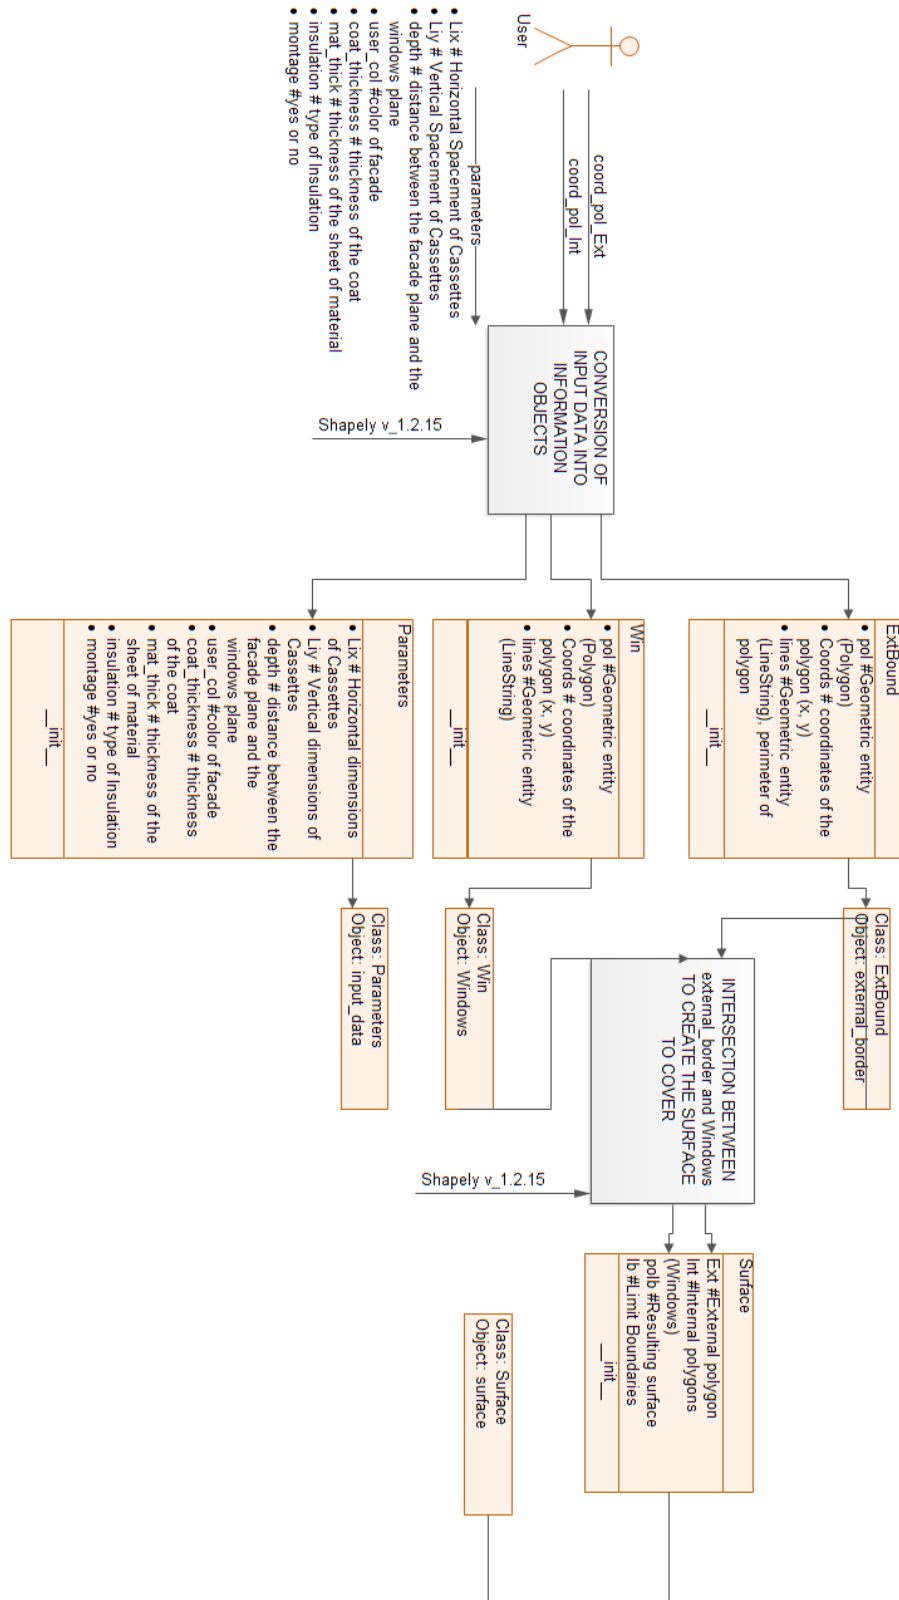 User
coord_pol_Ext
coord_pol_Int
parameters
• Lix # Horizontal Spacement of Cassettes
• Liy # Vertical Spacement of Cassettes
• depth # distance between the facade plane and the
windows plane
• user_col #color of facade
• coat_thickness # thickness of the coat
• mat_thick # thickness of the sheet of material
• insulation # type of Insulation
• montage #yes or no
CONVERSION OF
INPUT DATA INTO
INFORMATION
OBJECTS
Shapely v_1.2.15
ExtBound
• pol #Geometric entity
(Polygon)
• Coords # coordinates of the
polygon (x, y)
• lines #Geometric entity
(LineString), perimeter of
polygon
__init__
Win
• pol #Geometric entity
(Polygon)
• Coords # coordinates of the
polygon (x, y)
• lines #Geometric entity
(LineString)
__init__
Parameters
• Lix # Horizontal dimensions
of Cassettes
• Liy # Vertical dimensions of
Cassettes
• depth # distance between the
facade plane and the
windows plane
• user_col #color of facade
• coat_thickness # thickness
of the coat
• mat_thick # thickness of the
sheet of material
• insulation # type of Insulation
• montage #yes or no
__init__
Class: ExtBound
Object: external_border
Class: Win
Object: Windows
Class: Parameters
Object: input_data
INTERSECTION BETWEEN
external_border and Windows
TO CREATE THE SURFACE
TO COVER
Shapely v_1.2.15
Surface
Ext #External polygon
Int #Internal polygons
(Windows)
polb #Resulting surface
lb #Limit Boundaries
__init__
Class: Surface
Object: surface